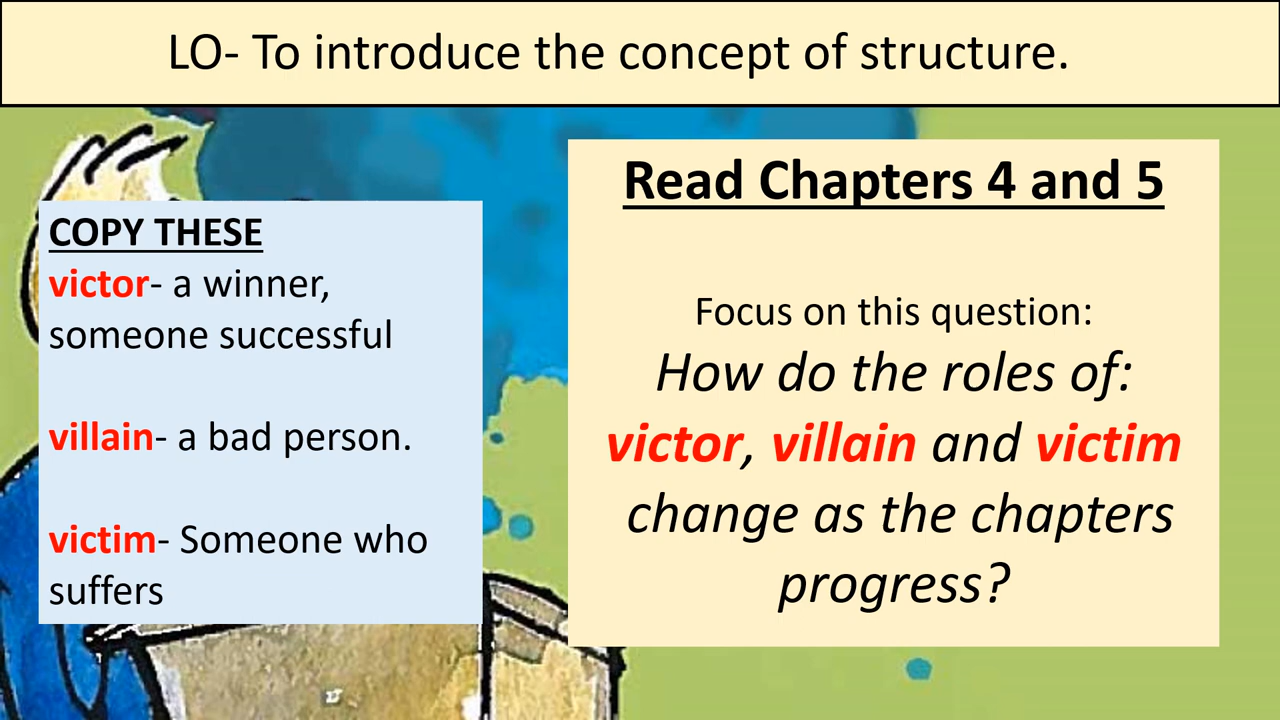 LO- To introduce the concept of structure.
COPY THESE
victor- a winner,
someone successful
villain- a bad person.
victim- Someone who
suffers
Read Chapters 4 and 5
Focus on this question:
How do the roles of:
victor, villain and victim
change as the chapters
progress?